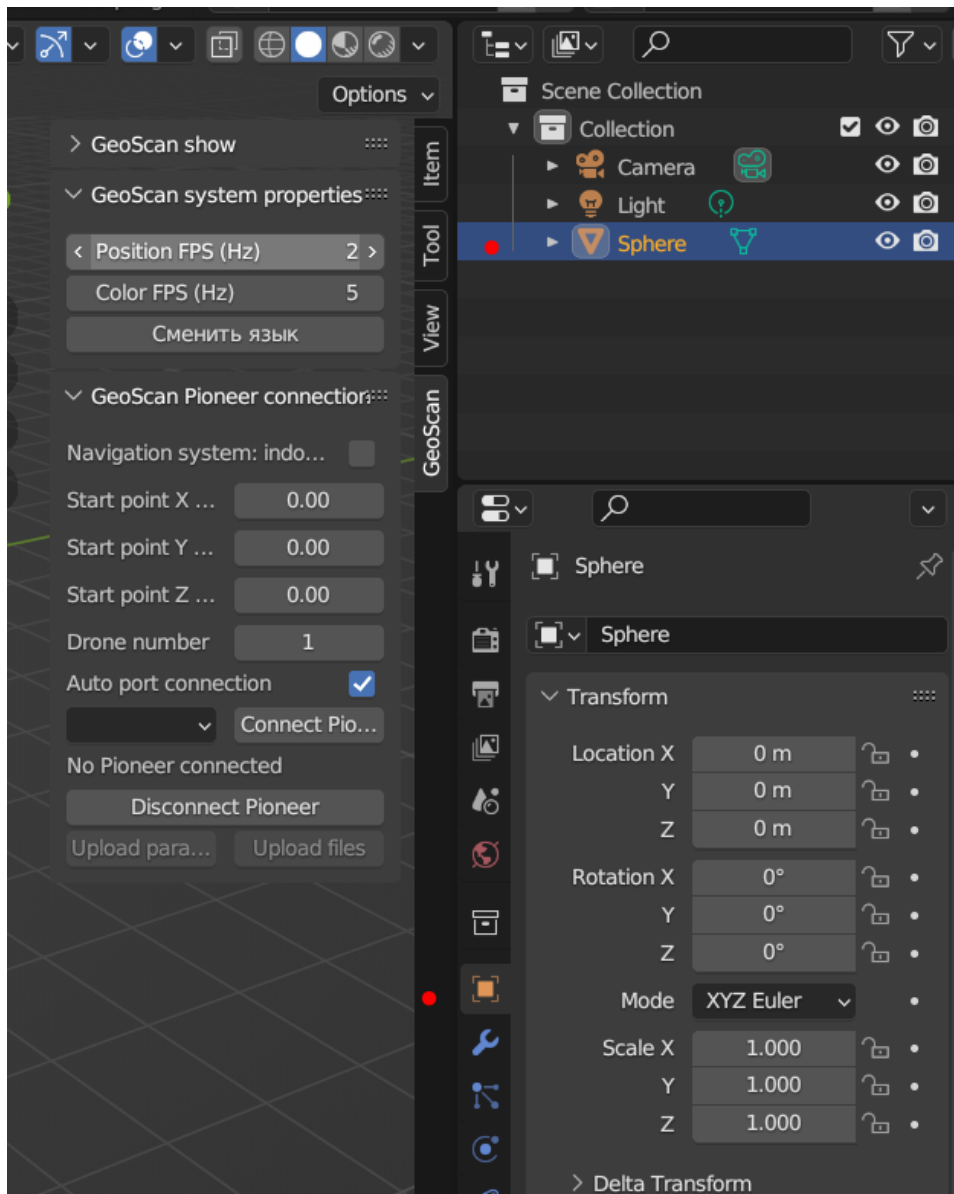 Options
GeoScan show
GeoScan system properties
Position FPS (Hz) 2
Color FPS (Hz) 5
Сменить язык
GeoScan Pioneer connection
Navigation system: indo...
Start point X ... 0.00
Start point Y ... 0.00
Start point Z ... 0.00
Drone number 1
Auto port connection
Connect Pio...
No Pioneer connected
Disconnect Pioneer
Upload para... Upload files
Item
Tool
View
GeoScan
Scene Collection
Collection
Camera
Light
Sphere
Sphere
Sphere
Transform
Location X 0 m
Y 0 m
Z 0 m
Rotation X 0°
Y 0°
Z 0°
Mode XYZ Euler
Scale X 1.000
Y 1.000
Z 1.000
Delta Transform